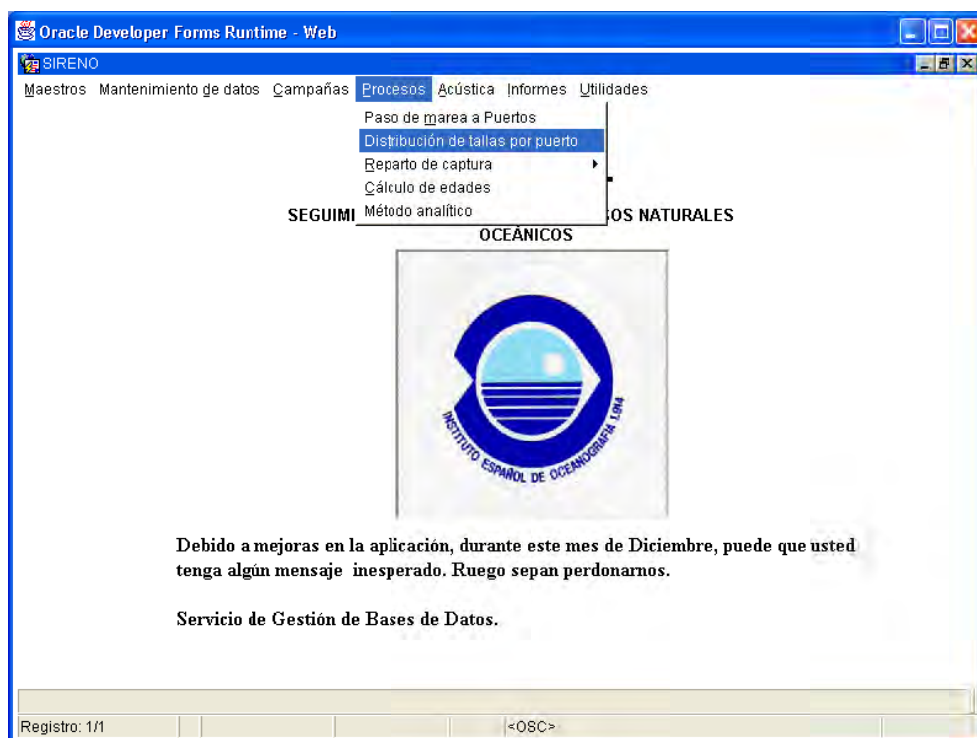 Oracle Developer Forms Runtime - Web
SIRENO
Maestros Mantenimiento de datos Campañas Procesos Acústica Informes Utilidades
Paso de marea a Puertos
Distribución de tallas por puerto
Reparto de captura
Cálculo de edades
Método analítico
SEGUIMI OS NATURALES
OCEÁNICOS
INSTITUTO ESPAÑOL DE OCEANOGRAFIA 1.914
Debido a mejoras en la aplicación, durante este mes de Diciembre, puede que usted
tenga algún mensaje inesperado. Ruego sepan perdonarnos.
Servicio de Gestión de Bases de Datos.
Registro: 1/1 <OSC>